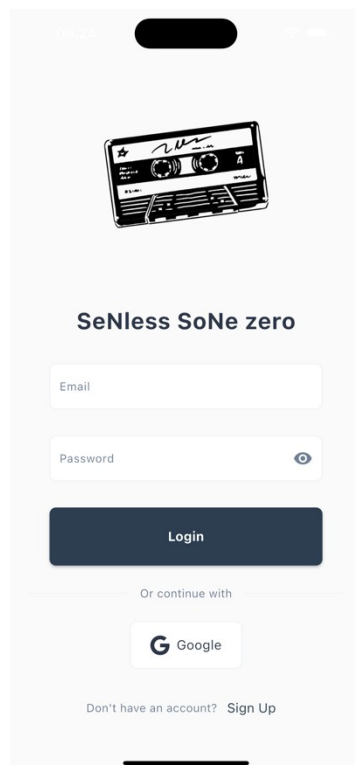 A
SeNless SoNe zero
Email
Password
Login
Or continue with
Google
Don't have an account? Sign Up